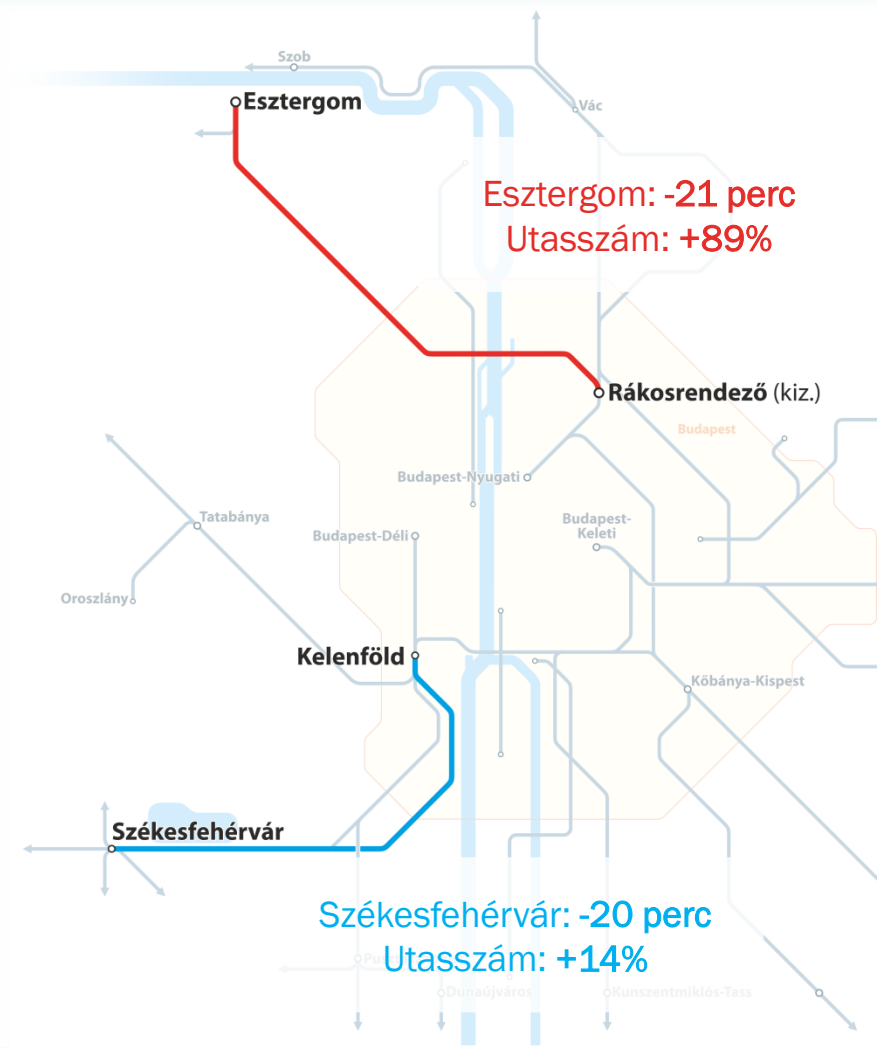 Szob
Esztergom
Vác
Esztergom: -21 perc
Utasszám: +89%
Rákosrendező (kiz.)
Budapest
Budapest-Nyugati
Tatabánya
Budapest-
Keleti
Budapest-Déli
Oroszlány
Kelenföld
Kőbánya-Kispest
Székesfehérvár
Székesfehérvár: -20 perc
Utasszám: +14%
Dunaújváros
Kunszentmiklós-Tass